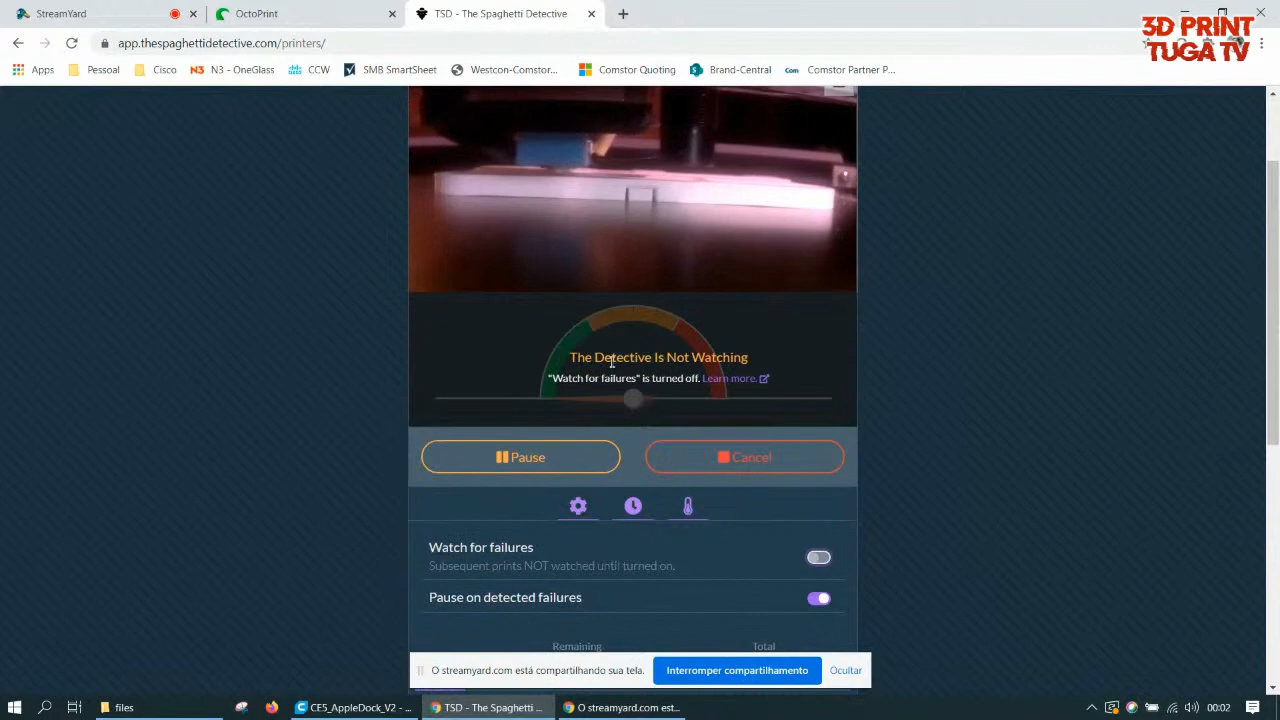 StreamYard
OctoPrint
TSD - The Spaghetti Detective
app.thespaghettidetective.com/printers/
3D PRINT
TUGA TV
Apps
Pessoal
Cisco
N3 - OneGlass
CCW
SMB SmartSheet
Westcon-Comstor...
Comstor Quoting
Brand-Central
Comstor Partner P...
The Detective Is Not Watching
"Watch for failures" is turned off. Learn more.
Pause
Cancel
Watch for failures
Subsequent prints NOT watched until turned on.
Pause on detected failures
Remaining
Total
O streamyard.com está compartilhando sua tela.
Interromper compartilhamento
Ocultar
files
CE5_AppleDock_V2 - ...
TSD - The Spaghetti ...
O streamyard.com est...
00:02